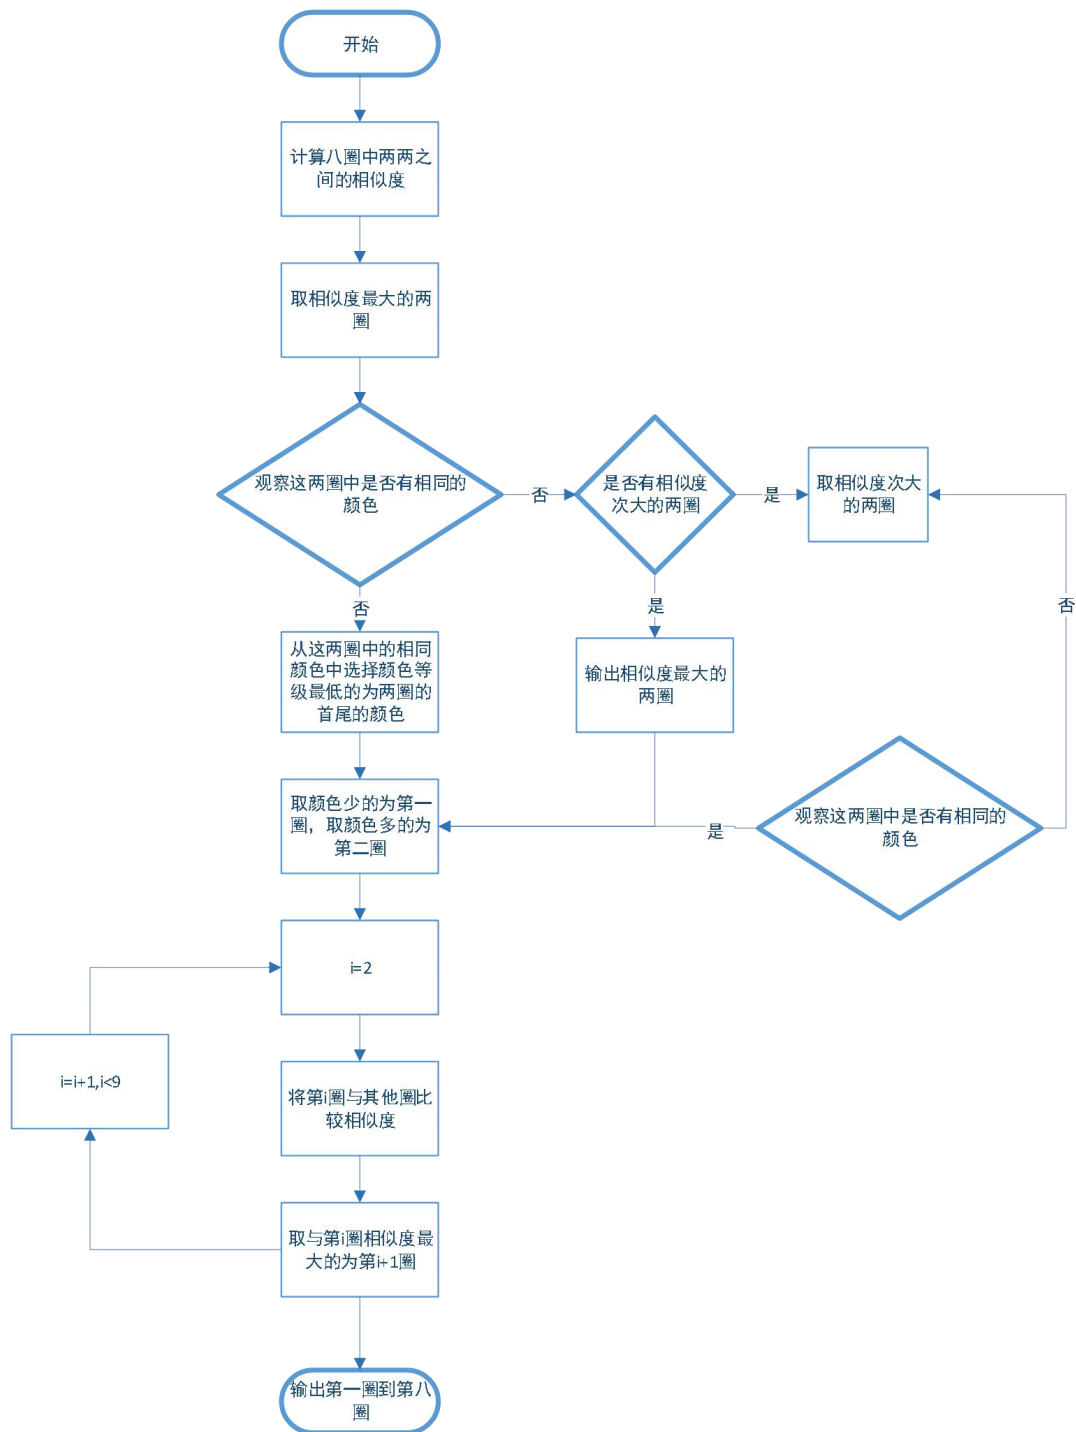 开始
计算八圈中两两之
间的相似度
取相似度最大的两
圈
观察这两圈中是否有相同的
颜色
否
是否有相似度
次大的两圈
是
取相似度次大
的两圈
否
是
否
从这两圈中的相同
颜色中选择颜色等
级最低的为两圈的
首尾的颜色
输出相似度最大的
两圈
取颜色少的为第一
圈，取颜色多的为
第二圈
是
观察这两圈中是否有相同的
颜色
i=2
i=i+1,i<9
将第i圈与其他圈比
较相似度
取与第i圈相似度最
大的为第i+1圈
输出第一圈到第八
圈